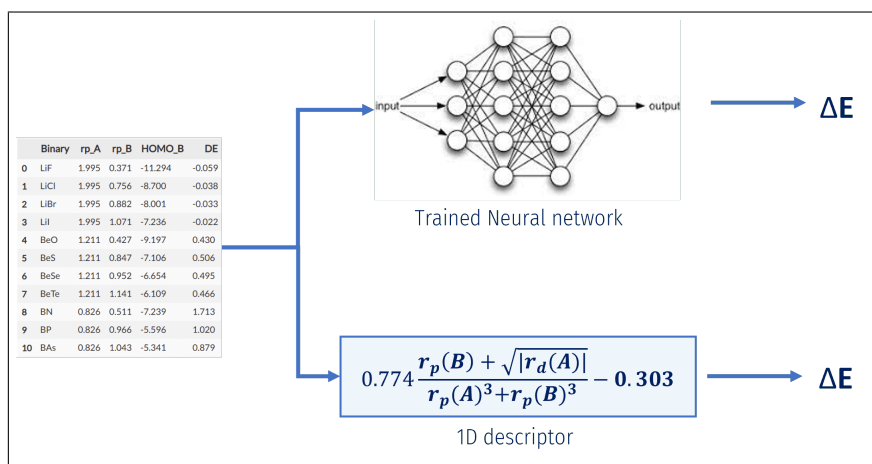 input
output
ΔE
Trained Neural network
Binary rp_A rp_B HOMO_B DE
0 LiF 1.995 0.371 -11.294 -0.059
1 LiCl 1.995 0.756 -8.700 -0.038
2 LiBr 1.995 0.882 -8.001 -0.033
3 LiI 1.995 1.071 -7.236 -0.022
4 BeO 1.211 0.427 -9.197 0.430
5 BeS 1.211 0.847 -7.106 0.506
6 BeSe 1.211 0.952 -6.654 0.495
7 BeTe 1.211 1.141 -6.109 0.466
8 BN 0.826 0.511 -7.239 1.713
9 BP 0.826 0.966 -5.596 1.020
10 BAs 0.826 1.043 -5.341 0.879
0.774 (r_p(B) + √|r_d(A)|) / (r_p(A)³+r_p(B)³) − 0.303
ΔE
1D descriptor